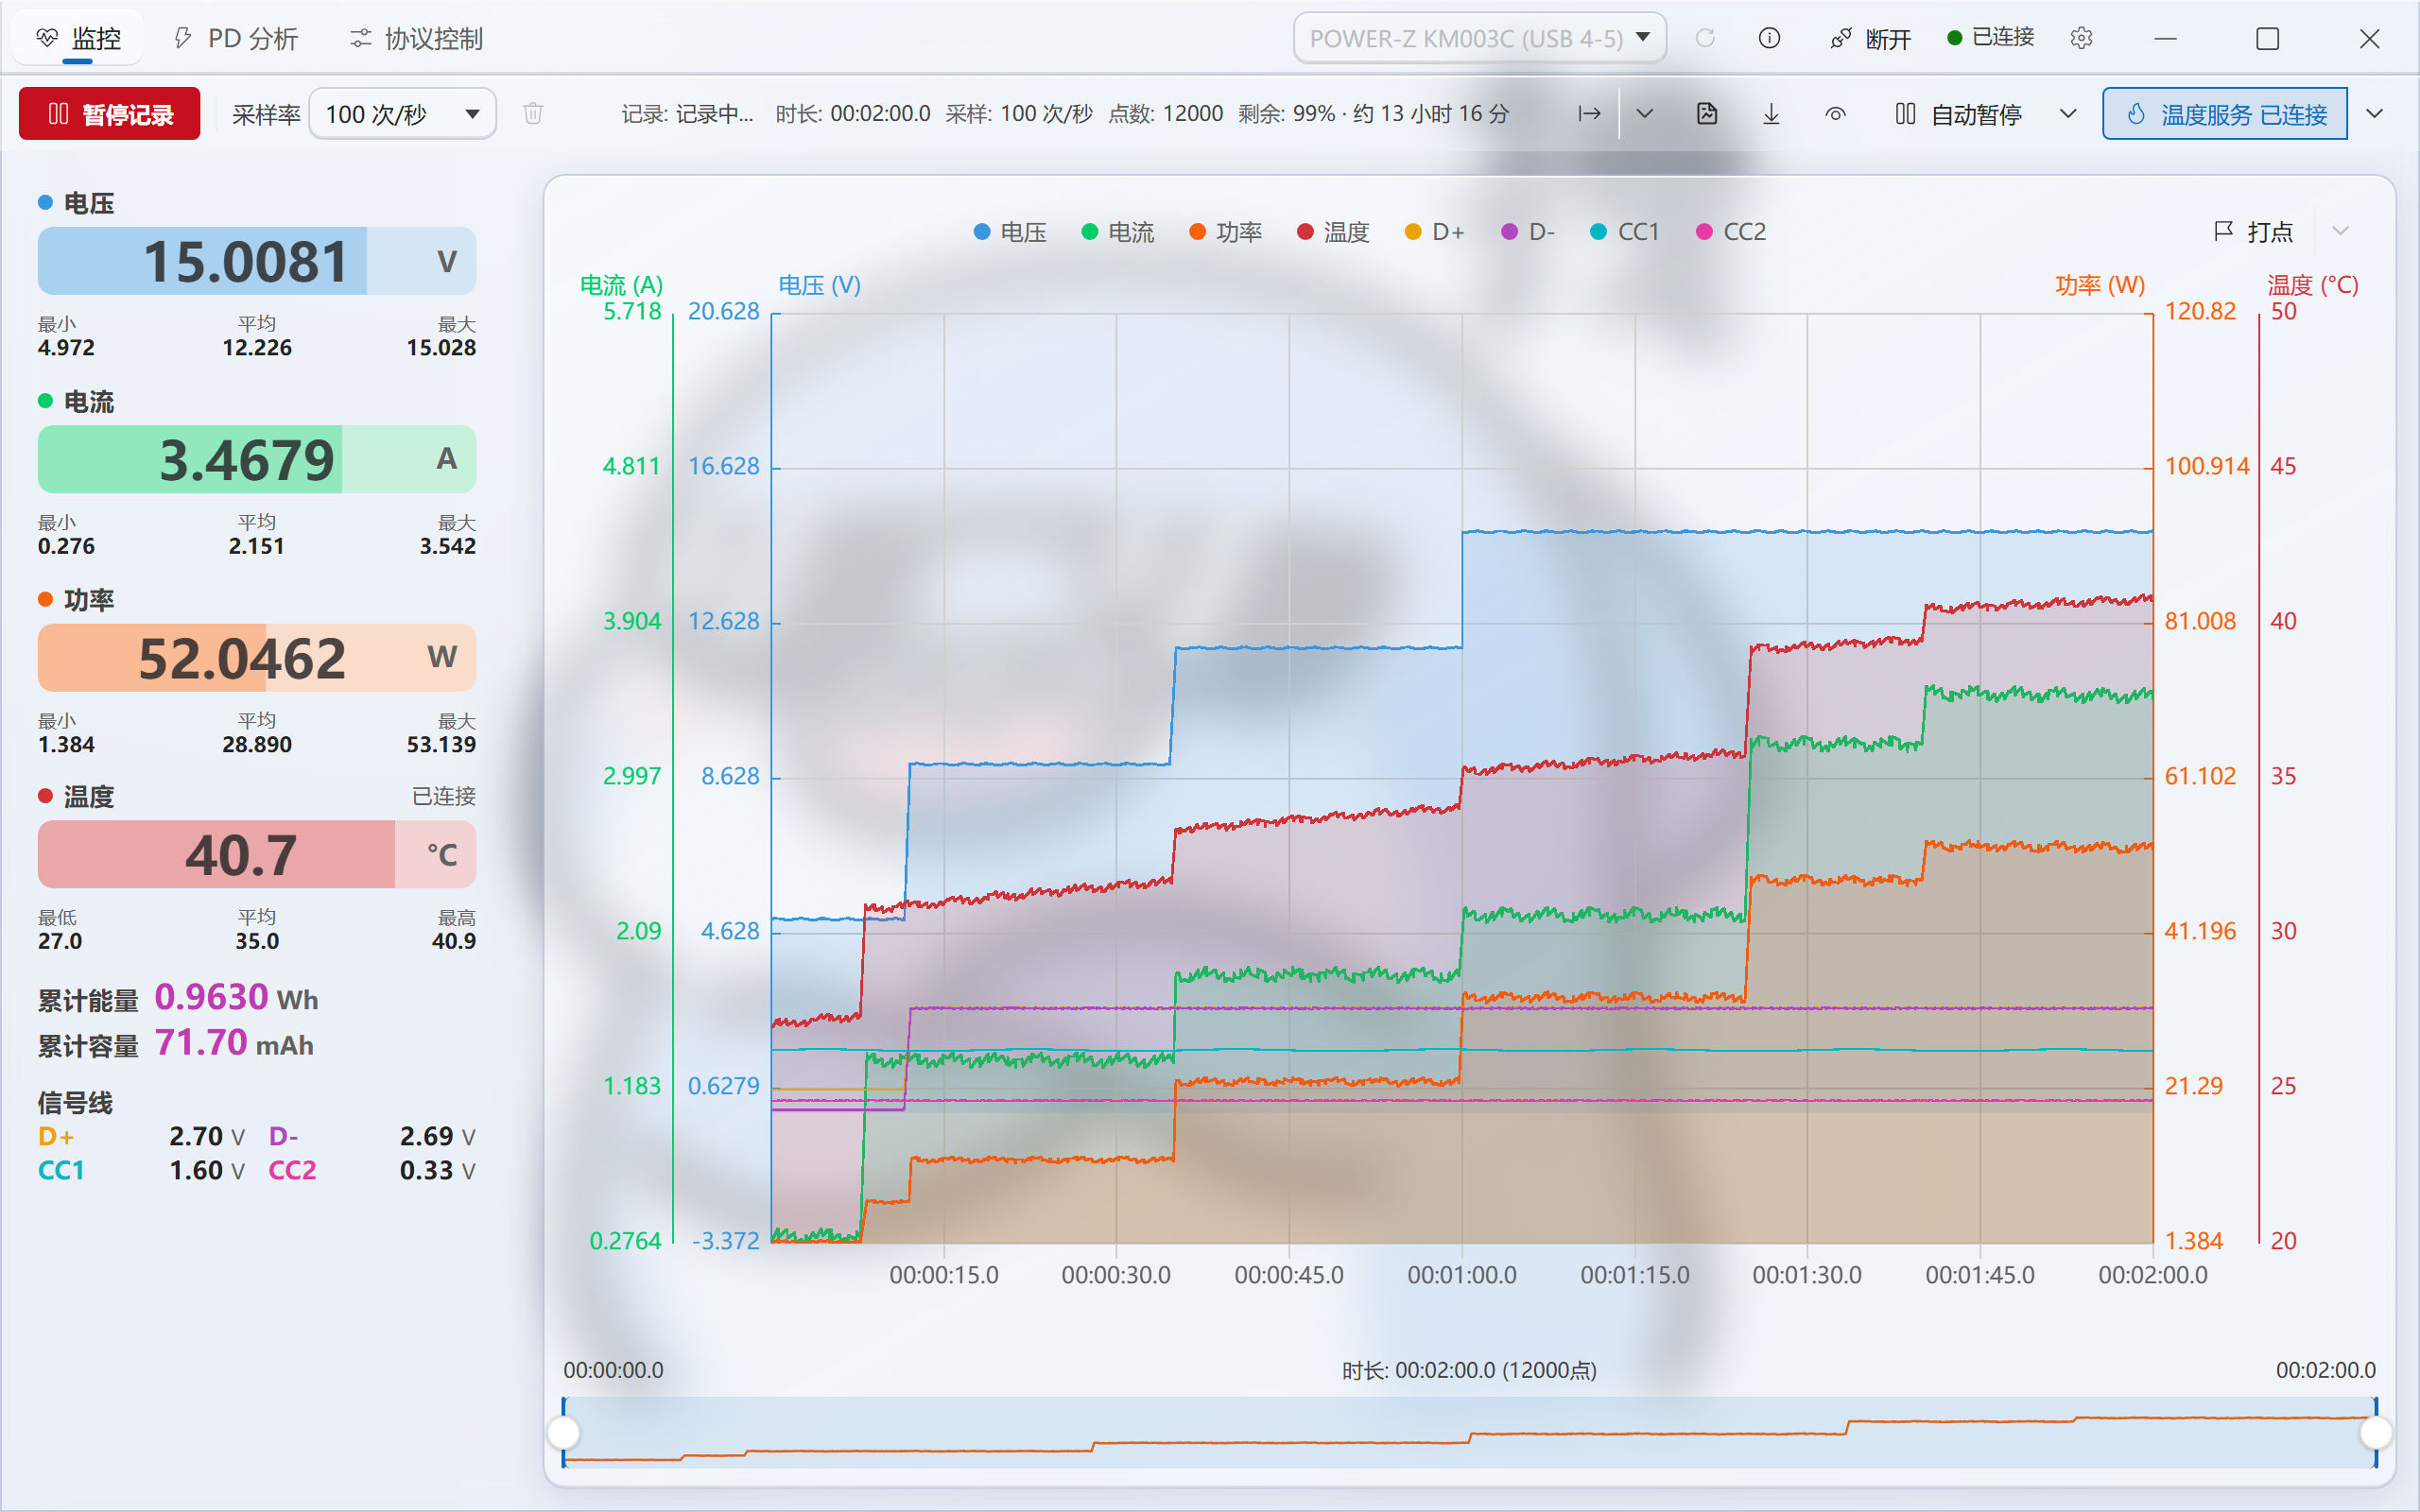 监控 PD 分析 协议控制 POWER-Z KM003C (USB 4-5) 断开 已连接
暂停记录 采样率 100 次/秒 记录: 记录中... 时长: 00:02:00.0 采样: 100 次/秒 点数: 12000 剩余: 99% · 约 13 小时 16 分 自动暂停 温度服务 已连接
电压
15.0081 V
最小 平均 最大
4.972 12.226 15.028
电流
3.4679 A
最小 平均 最大
0.276 2.151 3.542
功率
52.0462 W
最小 平均 最大
1.384 28.890 53.139
温度 已连接
40.7 °C
最低 平均 最高
27.0 35.0 40.9
累计能量 0.9630 Wh
累计容量 71.70 mAh
信号线
D+ 2.70 V D- 2.69 V
CC1 1.60 V CC2 0.33 V
电压 电流 功率 温度 D+ D- CC1 CC2 打点
电流 (A) 电压 (V) 功率 (W) 温度 (°C)
5.718 20.628 120.82 50
4.811 16.628 100.914 45
3.904 12.628 81.008 40
2.997 8.628 61.102 35
2.09 4.628 41.196 30
1.183 0.6279 21.29 25
0.2764 -3.372 1.384 20
00:00:15.0 00:00:30.0 00:00:45.0 00:01:00.0 00:01:15.0 00:01:30.0 00:01:45.0 00:02:00.0
00:00:00.0 时长: 00:02:00.0 (12000点) 00:02:00.0